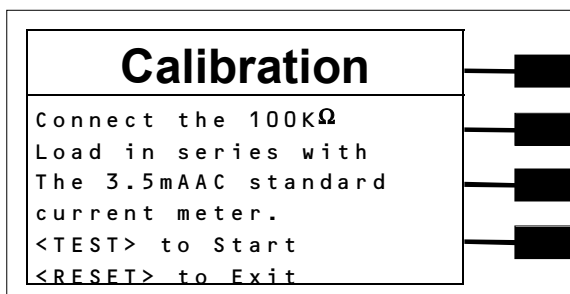 Calibration
Connect the 100KΩ
Load in series with
The 3.5mAAC standard
current meter.
<TEST> to Start
<RESET> to Exit